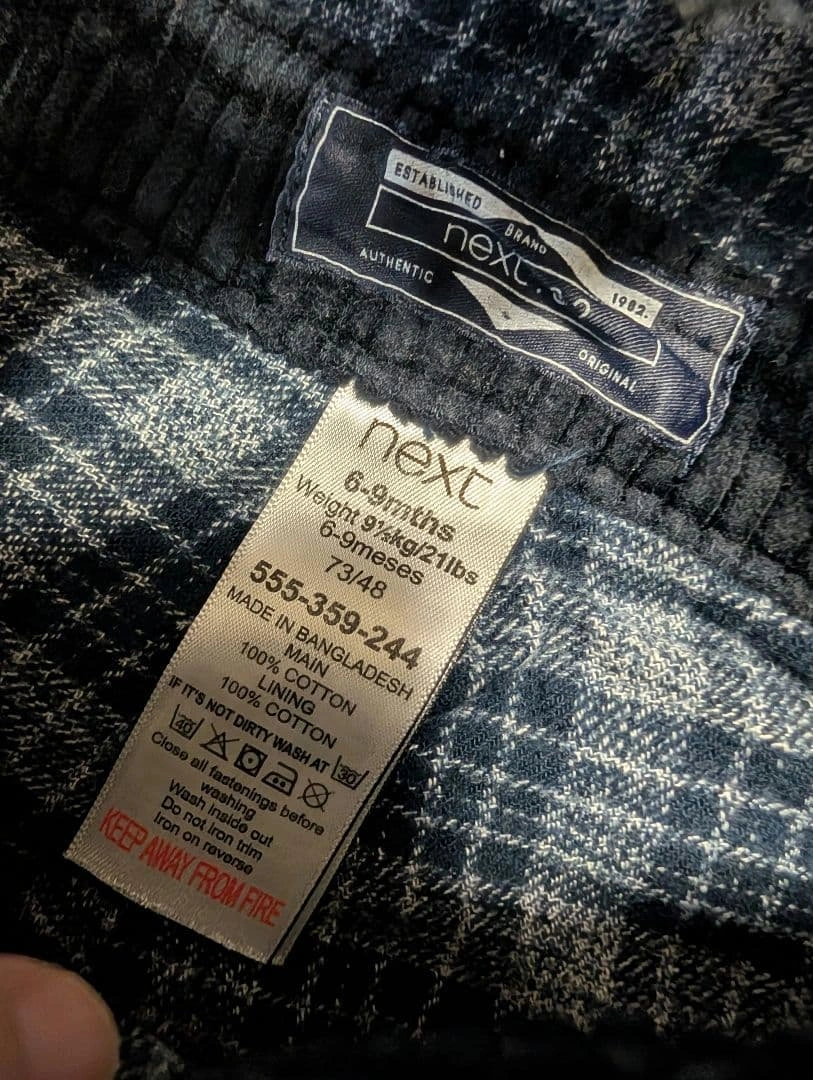 ESTABLISHED
BRAND
next
1982.
AUTHENTIC
ORIGINAL
next
6-9mths
Weight 9½kg/21lbs
6-9meses
73/48
555-359-244
MADE IN BANGLADESH
MAIN
100% COTTON
LINING
100% COTTON
IF IT'S NOT DIRTY WASH AT 30
40
Close all fastenings before
washing
Wash inside out
Do not iron trim
Iron on reverse
KEEP AWAY FROM FIRE